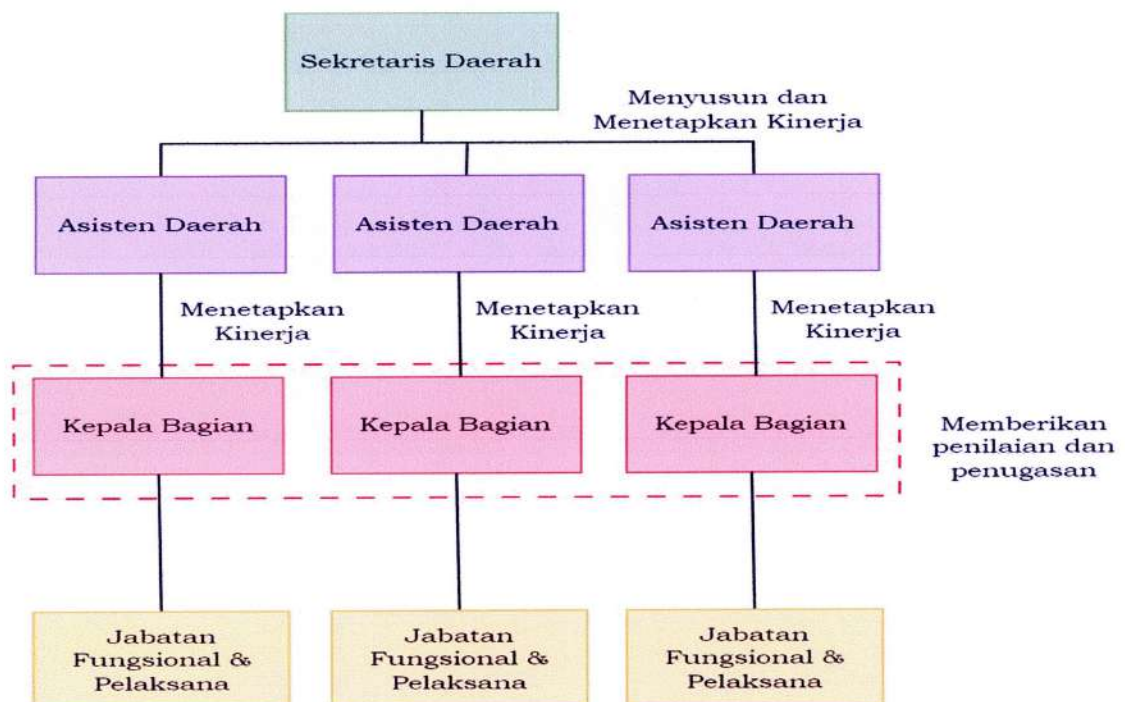 Sekretaris Daerah
Menyusun dan
Menetapkan Kinerja
Asisten Daerah
Asisten Daerah
Asisten Daerah
Menetapkan
Kinerja
Menetapkan
Kinerja
Menetapkan
Kinerja
Kepala Bagian
Kepala Bagian
Kepala Bagian
Memberikan
penilaian dan
penugasan
Jabatan
Fungsional &
Pelaksana
Jabatan
Fungsional &
Pelaksana
Jabatan
Fungsional &
Pelaksana